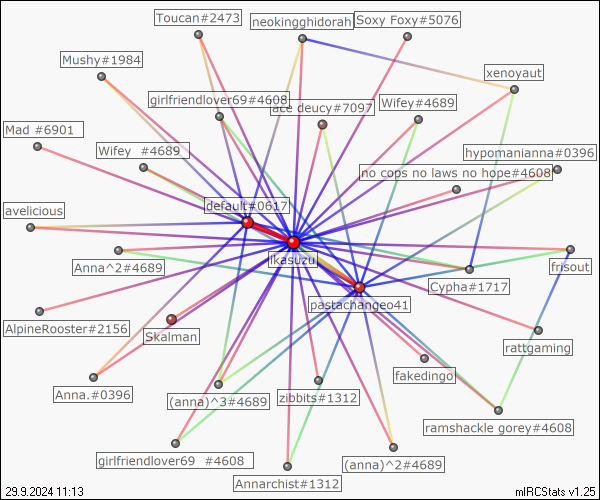 Toucan#2473
neokingghidorah
Soxy Foxy#5076
Mushy#1984
xenoyaut
girlfriendlover69#4608
ace deucy#7097
Wifey#4689
Mad #6901
Wifey #4689
hypomanianna#0396
no cops no laws no hope#4608
avelicious
default#0617
ikasuzu
Anna^2#4689
frisout
Cypha#1717
pastachangeo41
AlpineRooster#2156
Skalman
rattgaming
fakedingo
Anna.#0396
(anna)^3#4689
zibbits#1312
ramshackle gorey#4608
girlfriendlover69 #4608
(anna)^2#4689
Annarchist#1312
29.9.2024 11:13
mIRCStats v1.25